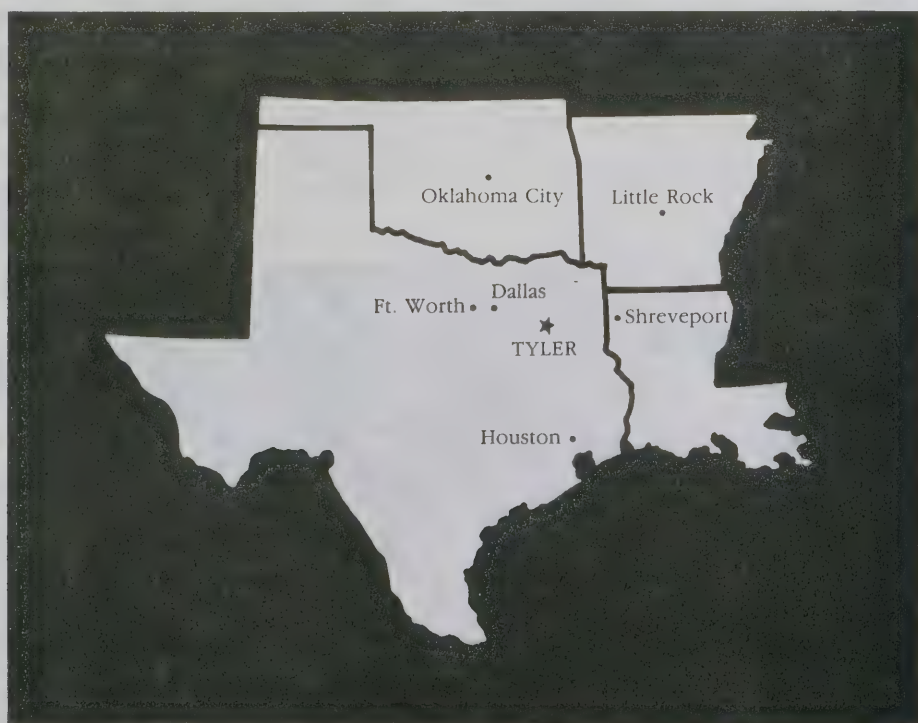 Oklahoma City
Little Rock
Dallas
Ft. Worth
Shreveport
TYLER
Houston